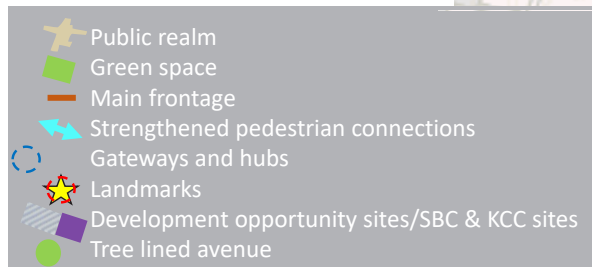 Public realm
Green space
Main frontage
Strengthened pedestrian connections
Gateways and hubs
Landmarks
Development opportunity sites/SBC & KCC sites
Tree lined avenue